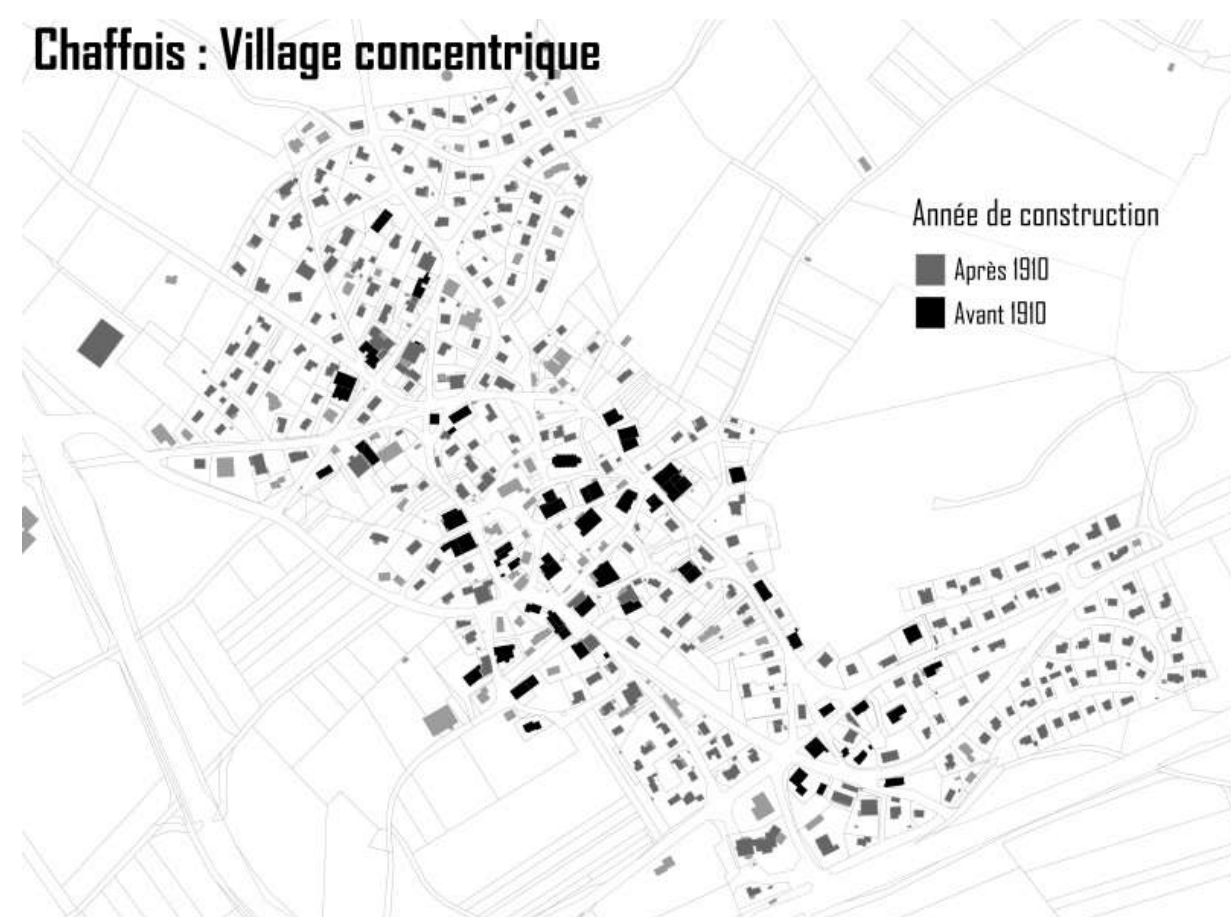 Chaffois : Village concentrique
Année de construction
Après 1910
Avant 1910